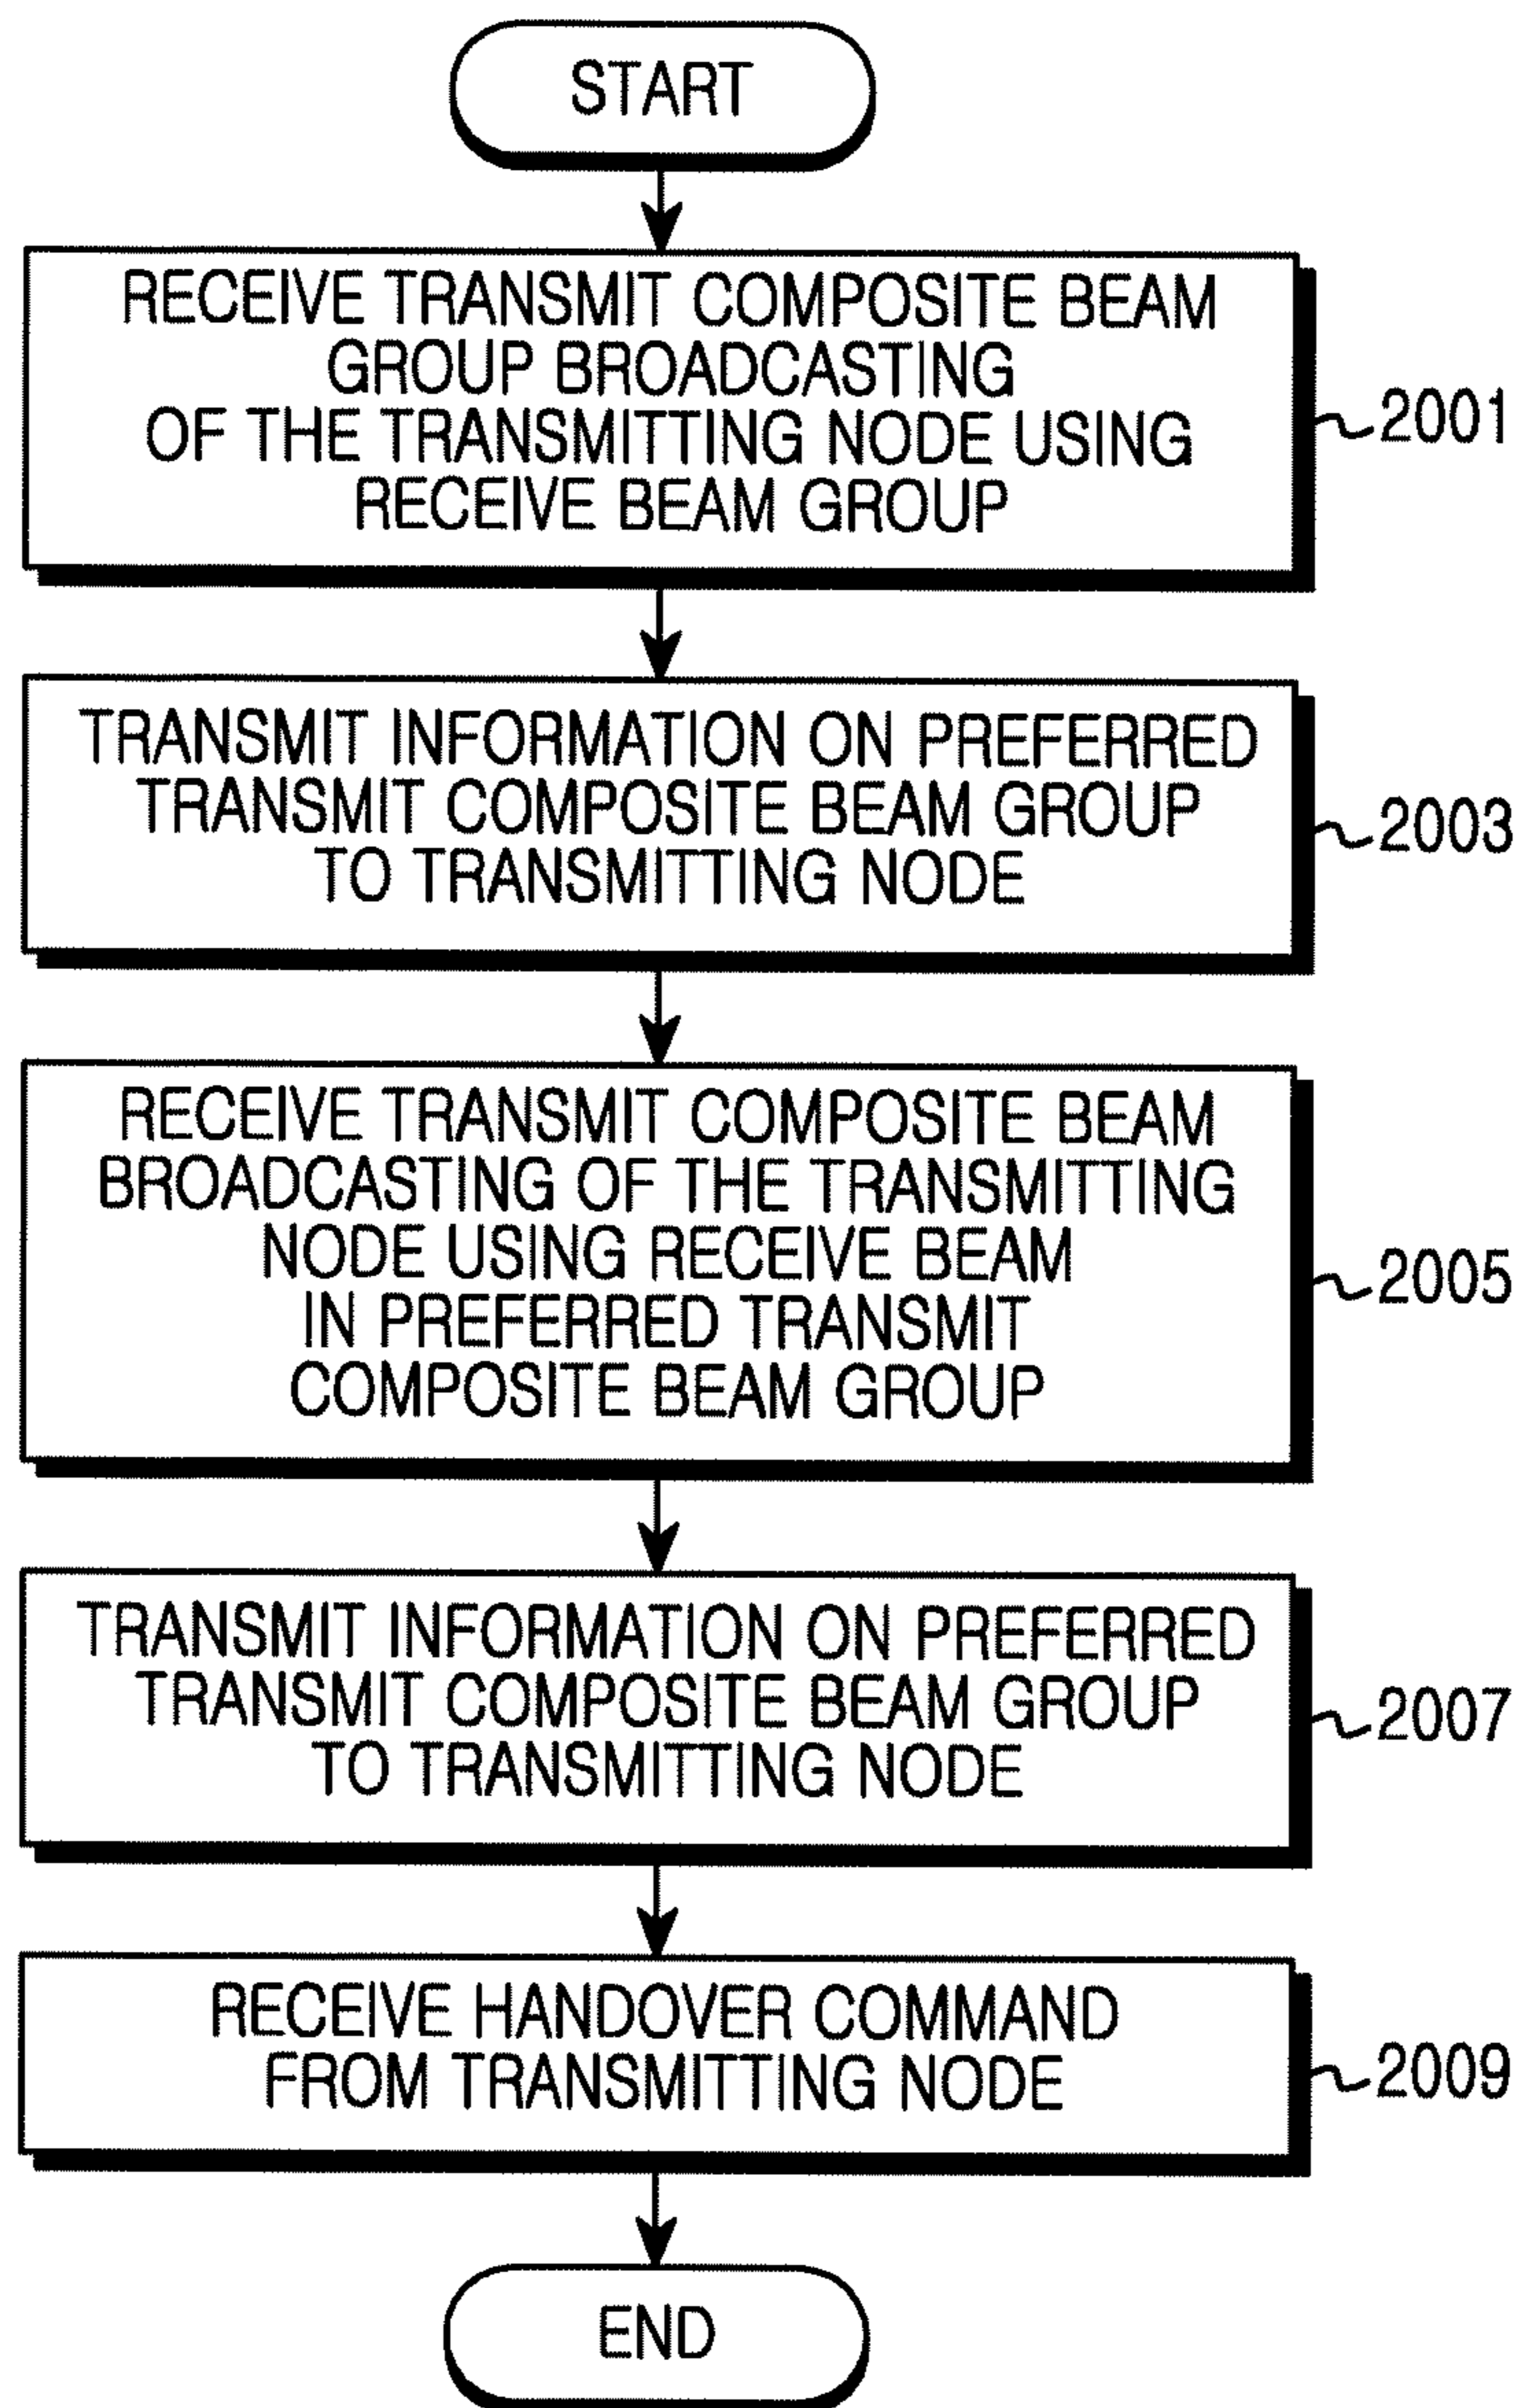 START
RECEIVE TRANSMIT COMPOSITE BEAM
GROUP BROADCASTING
OF THE TRANSMITTING NODE USING
RECEIVE BEAM GROUP
2001
TRANSMIT INFORMATION ON PREFERRED
TRANSMIT COMPOSITE BEAM GROUP
TO TRANSMITTING NODE
2003
RECEIVE TRANSMIT COMPOSITE BEAM
BROADCASTING OF THE TRANSMITTING
NODE USING RECEIVE BEAM
IN PREFERRED TRANSMIT
COMPOSITE BEAM GROUP
2005
TRANSMIT INFORMATION ON PREFERRED
TRANSMIT COMPOSITE BEAM GROUP
TO TRANSMITTING NODE
2007
RECEIVE HANDOVER COMMAND
FROM TRANSMITTING NODE
2009
END